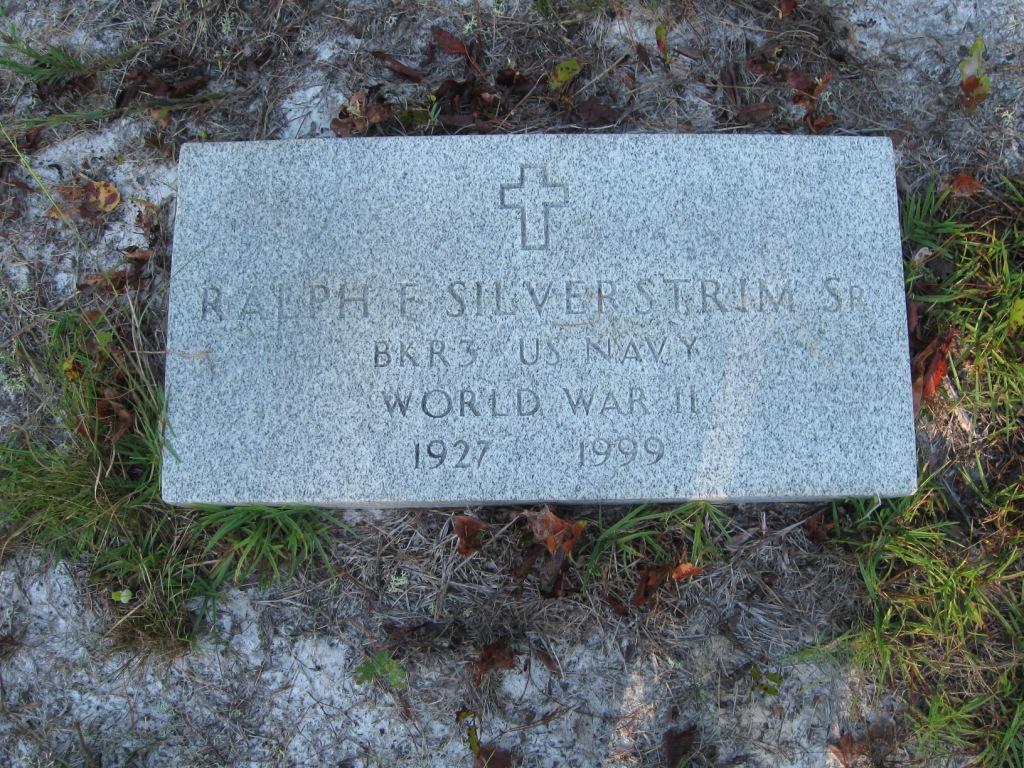 RALPH E SILVERSTRIM SR
BKR3 US NAVY
WORLD WAR II
1927 1999